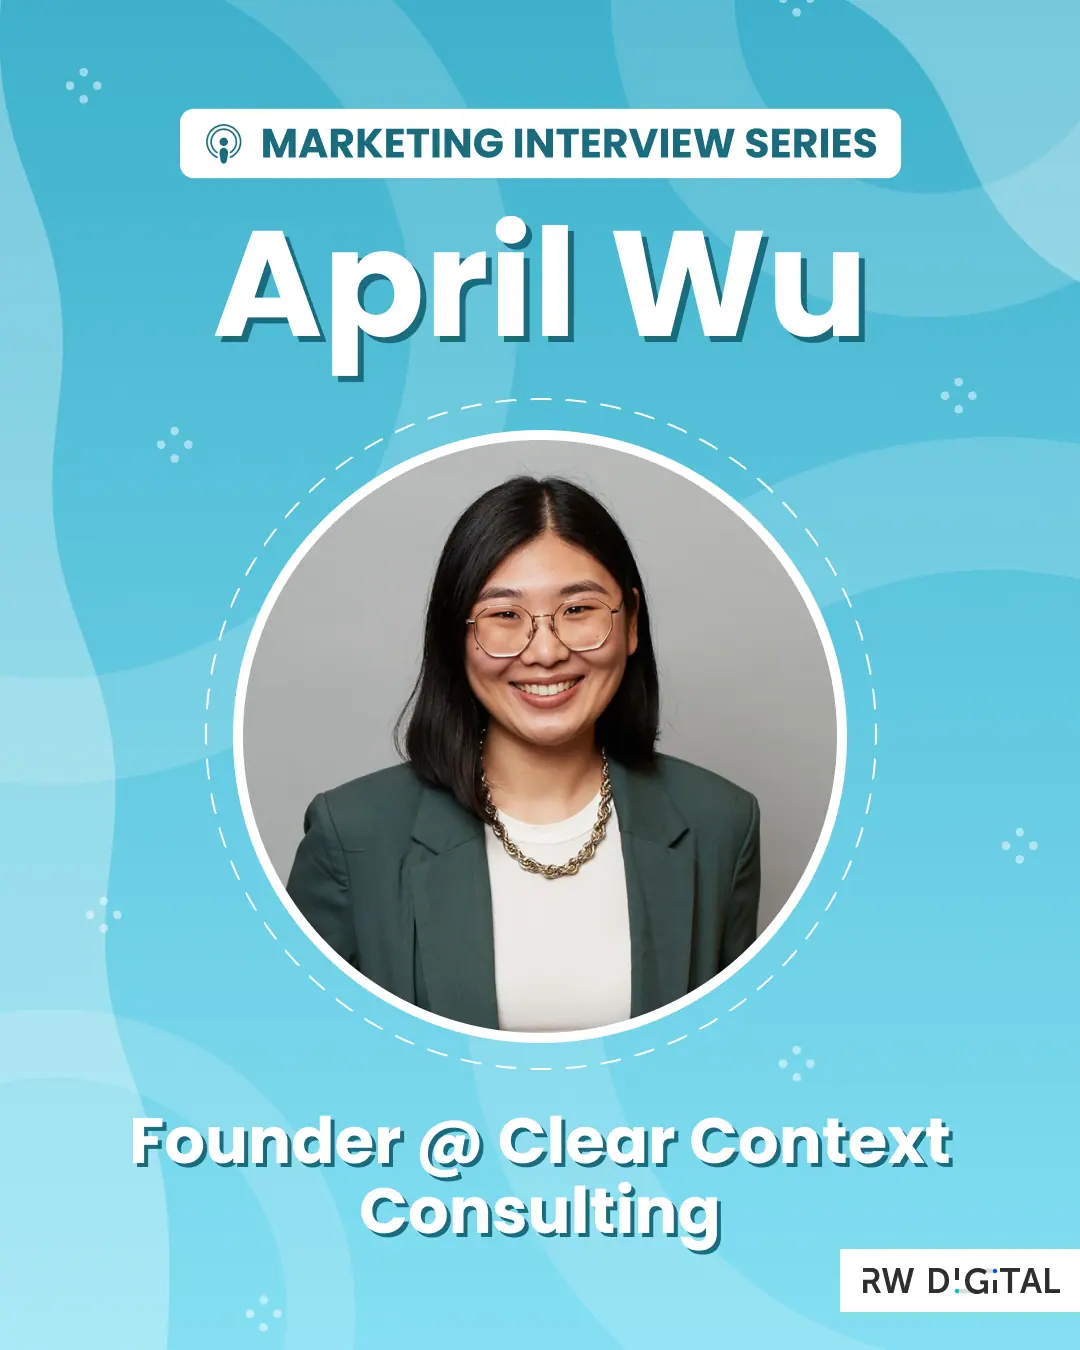 MARKETING INTERVIEW SERIES
April Wu
Founder @ Clear Context
Consulting
RW D!GiTAL